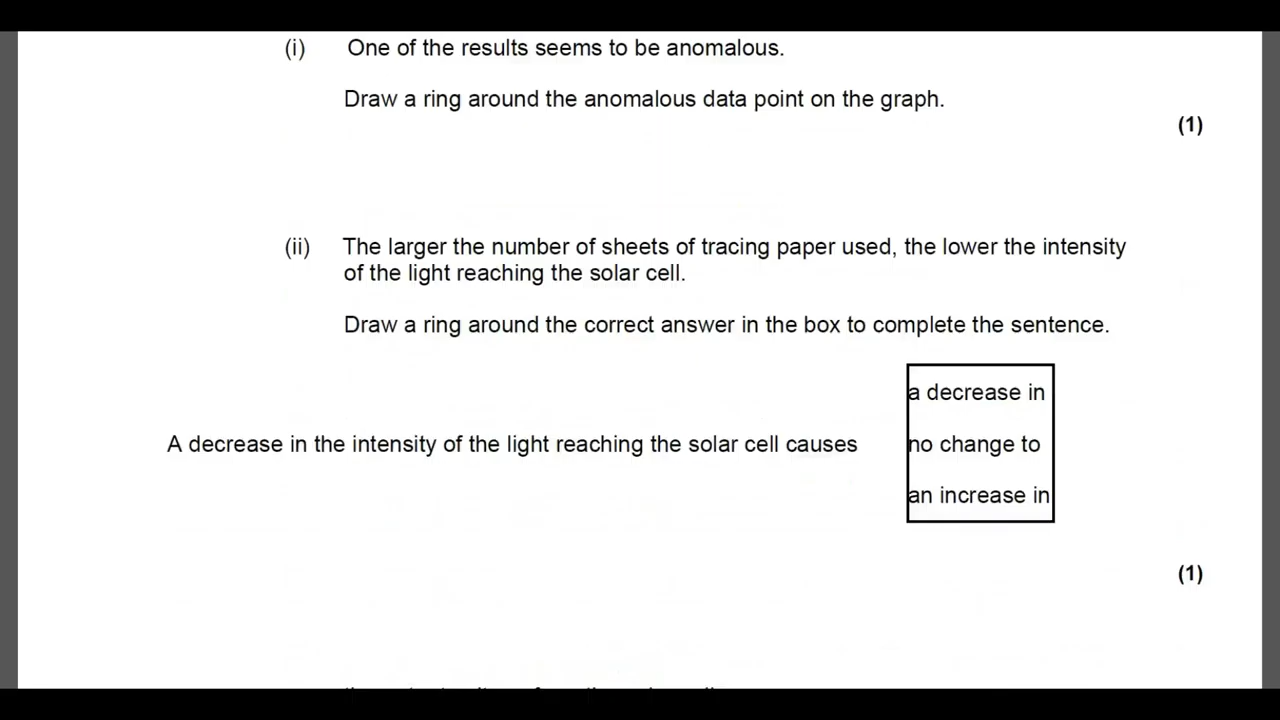 (i) One of the results seems to be anomalous.
Draw a ring around the anomalous data point on the graph.
(1)
(ii) The larger the number of sheets of tracing paper used, the lower the intensity
of the light reaching the solar cell.
Draw a ring around the correct answer in the box to complete the sentence.
a decrease in
A decrease in the intensity of the light reaching the solar cell causes no change to
an increase in
(1)